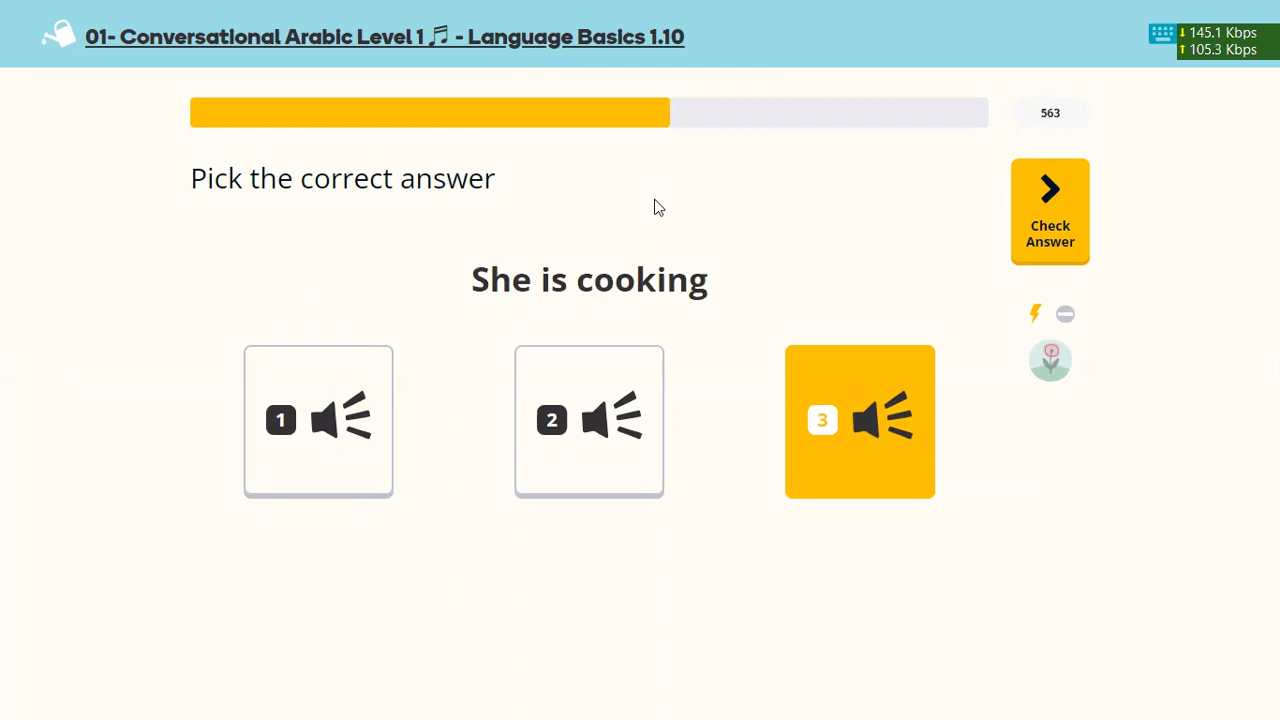 01- Conversational Arabic Level 1 🎵 - Language Basics 1.10
↓ 145.1 Kbps
↑ 105.3 Kbps
563
Pick the correct answer
Check
Answer
She is cooking
1
2
3